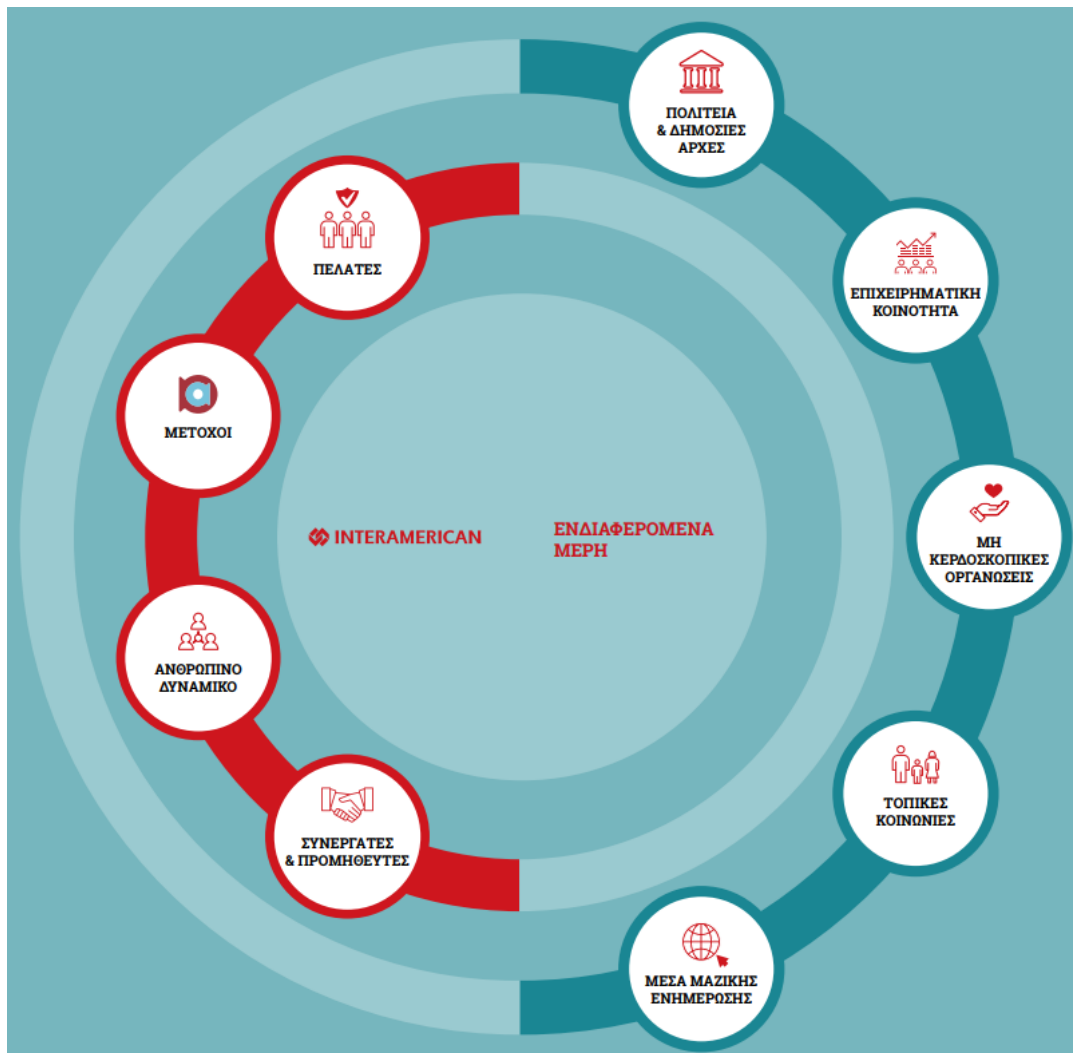 ΠΟΛΙΤΕΙΑ
& ΔΗΜΟΣΙΕΣ
ΑΡΧΕΣ
ΠΕΛΑΤΕΣ
ΕΠΙΧΕΙΡΗΜΑΤΙΚΗ
ΚΟΙΝΟΤΗΤΑ
ΜΕΤΟΧΟΙ
INTERAMERICAN
ΕΝΔΙΑΦΕΡΟΜΕΝΑ
ΜΕΡΗ
ΜΗ
ΚΕΡΔΟΣΚΟΠΙΚΕΣ
ΟΡΓΑΝΩΣΕΙΣ
ΑΝΘΡΩΠΙΝΟ
ΔΥΝΑΜΙΚΟ
ΤΟΠΙΚΕΣ
ΚΟΙΝΩΝΙΕΣ
ΣΥΝΕΡΓΑΤΕΣ
& ΠΡΟΜΗΘΕΥΤΕΣ
ΜΕΣΑ ΜΑΖΙΚΗΣ
ΕΝΗΜΕΡΩΣΗΣ